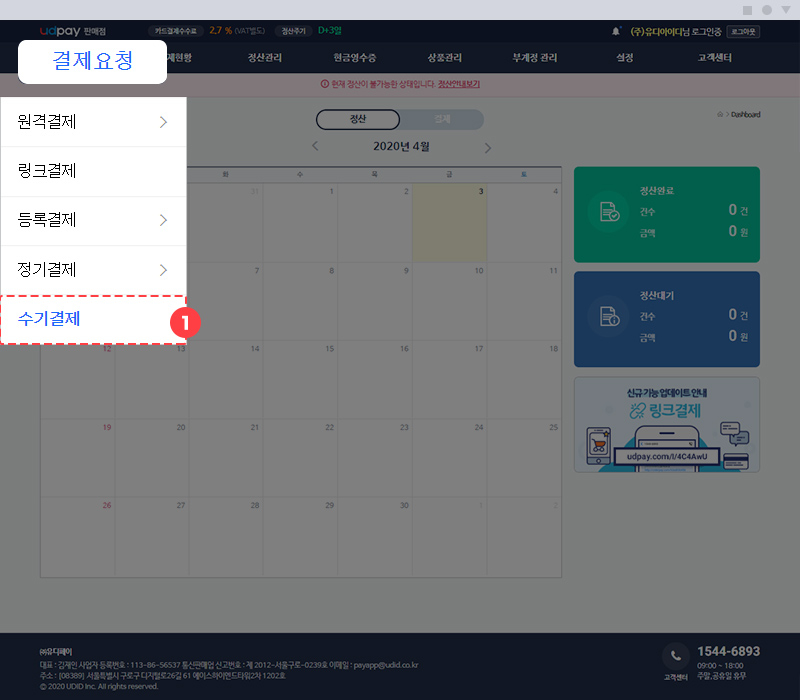 udpay 판매점 카드결제수수료 2.7 % (VAT별도) 정산주기 D+3일 (주)유디아이디님 로그인중 로그아웃
결제요청 정산관리 현금영수증 상품관리 부계정 관리 설정 고객센터
현재 정산이 불가능한 상태입니다. 정산안내보기
원격결제
링크결제
등록결제
정기결제
수기결제
1
정산 결제
> Dashboard
2020년 4월
화 수 목 금 토
31 1 2 3 4
7 8 9 10 11
12 13 14 15 16 17 18
19 20 21 22 23 24 25
26 27 28 29 30 1 2
정산완료
건수 0 건
금액 0 원
정산대기
건수 0 건
금액 0 원
신규 기능 업데이트 안내
링크결제
udpay.com/l/4C4AwU
㈜유디페이
대표 : 김재인 사업자 등록번호 : 113-86-56537 통신판매업 신고번호 : 제 2012-서울구로-0239호 이메일 : payapp@udid.co.kr
주소 : [08389] 서울특별시 구로구 디지털로26길 61 에이스하이엔드타워2차 1202호
© 2020 UDID Inc. All rights reserved.
고객센터
1544-6893
09:00 ~ 18:00
주말,공휴일 휴무